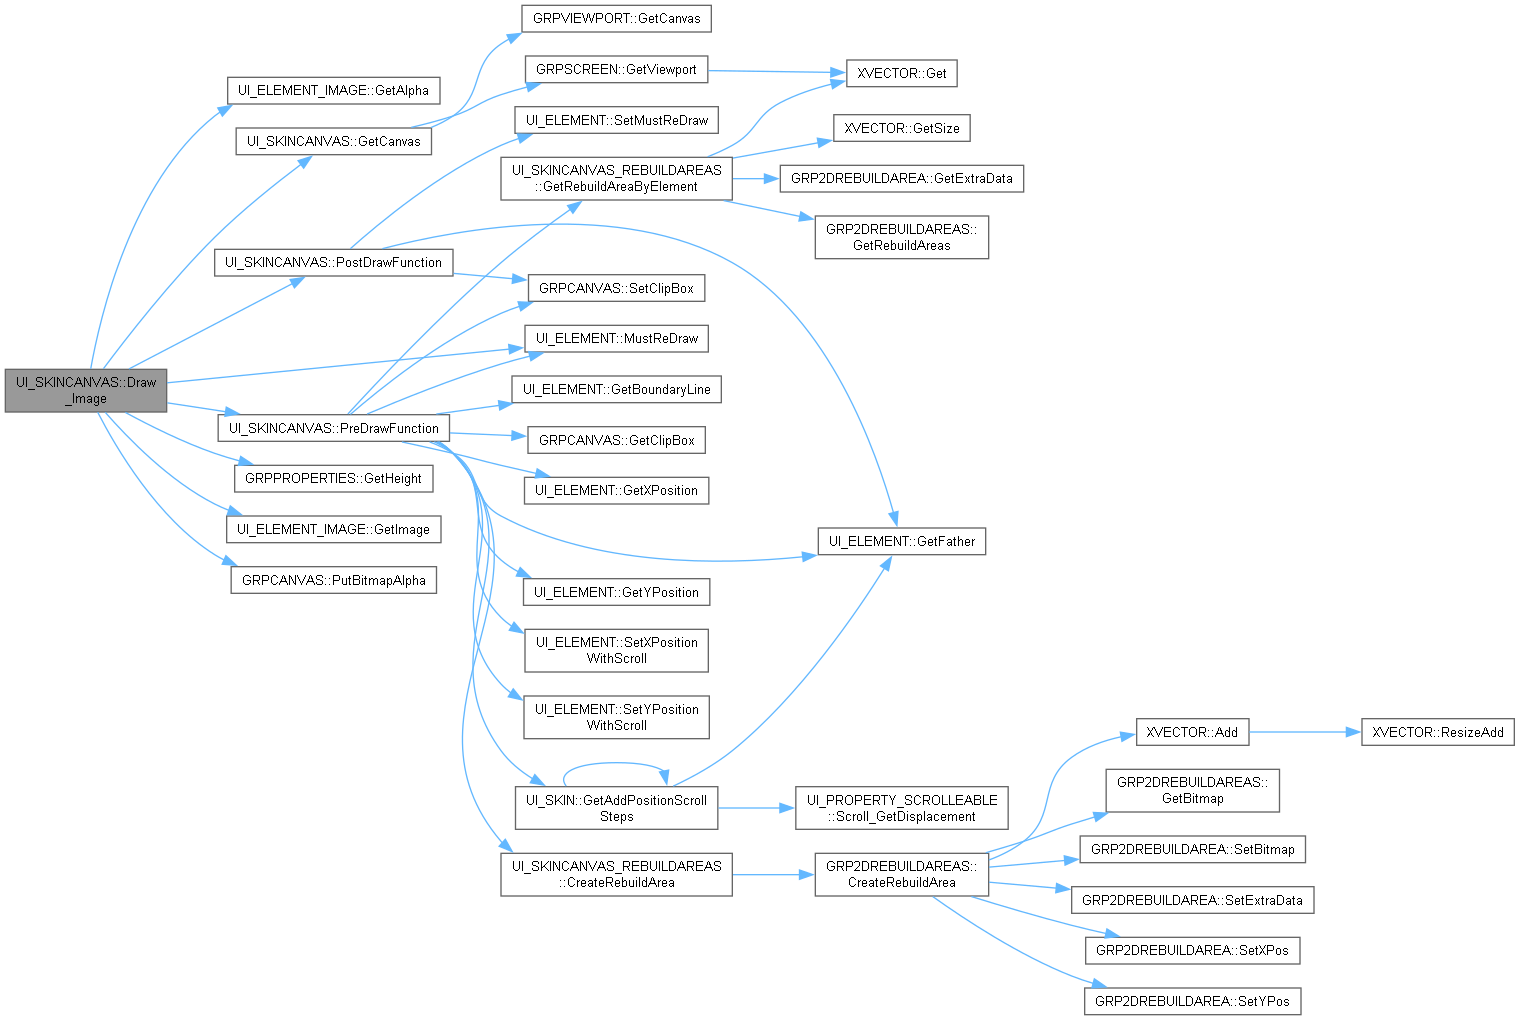 GRPVIEWPORT::GetCanvas
GRPSCREEN::GetViewport
XVECTOR::Get
UI_ELEMENT_IMAGE::GetAlpha
UI_ELEMENT::SetMustReDraw
XVECTOR::GetSize
UI_SKINCANVAS::GetCanvas
UI_SKINCANVAS_REBUILDAREAS
::GetRebuildAreaByElement
GRP2DREBUILDAREA::GetExtraData
GRP2DREBUILDAREAS::
GetRebuildAreas
UI_SKINCANVAS::PostDrawFunction
GRPCANVAS::SetClipBox
UI_ELEMENT::MustReDraw
UI_SKINCANVAS::Draw
_Image
UI_ELEMENT::GetBoundaryLine
UI_SKINCANVAS::PreDrawFunction
GRPCANVAS::GetClipBox
GRPPROPERTIES::GetHeight
UI_ELEMENT::GetXPosition
UI_ELEMENT_IMAGE::GetImage
UI_ELEMENT::GetFather
GRPCANVAS::PutBitmapAlpha
UI_ELEMENT::GetYPosition
UI_ELEMENT::SetXPosition
WithScroll
UI_ELEMENT::SetYPosition
WithScroll
XVECTOR::Add
XVECTOR::ResizeAdd
GRP2DREBUILDAREAS::
GetBitmap
UI_SKIN::GetAddPositionScroll
Steps
UI_PROPERTY_SCROLLEABLE
::Scroll_GetDisplacement
GRP2DREBUILDAREA::SetBitmap
UI_SKINCANVAS_REBUILDAREAS
::CreateRebuildArea
GRP2DREBUILDAREAS::
CreateRebuildArea
GRP2DREBUILDAREA::SetExtraData
GRP2DREBUILDAREA::SetXPos
GRP2DREBUILDAREA::SetYPos